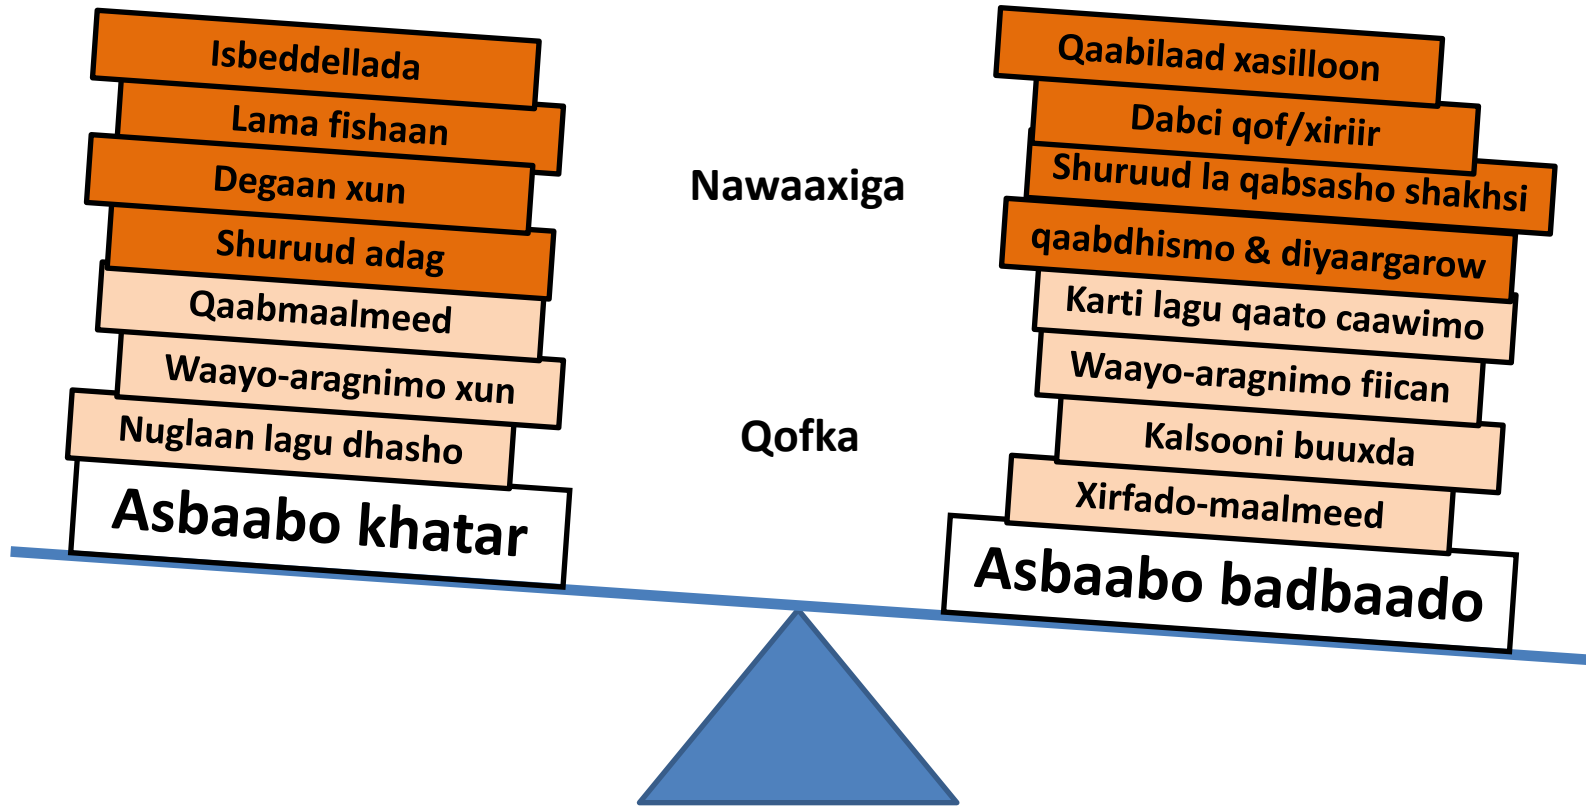 Isbeddellada
Lama fishaan
Degaan xun
Shuruud adag
Qaabmaalmeed
Waayo-aragnimo xun
Nuglaan lagu dhasho
Asbaabo khatar
Nawaaxiga
Qofka
Qaabilaad xasilloon
Dabci qof/xiriir
Shuruud la qabsasho shakhsi
qaabdhismo & diyaargarow
Karti lagu qaato caawimo
Waayo-aragnimo fiican
Kalsooni buuxda
Xirfado-maalmeed
Asbaabo badbaado